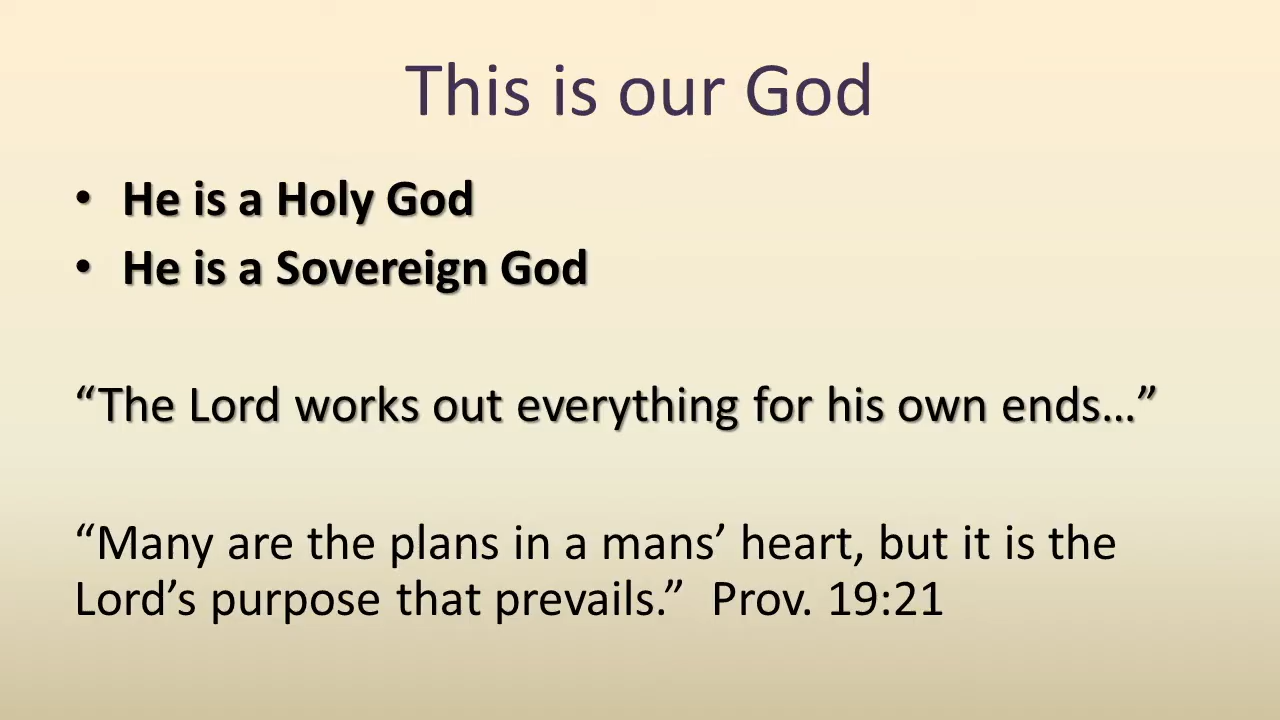 This is our God
• He is a Holy God
• He is a Sovereign God
“The Lord works out everything for his own ends…”
“Many are the plans in a mans’ heart, but it is the
Lord’s purpose that prevails.”  Prov. 19:21